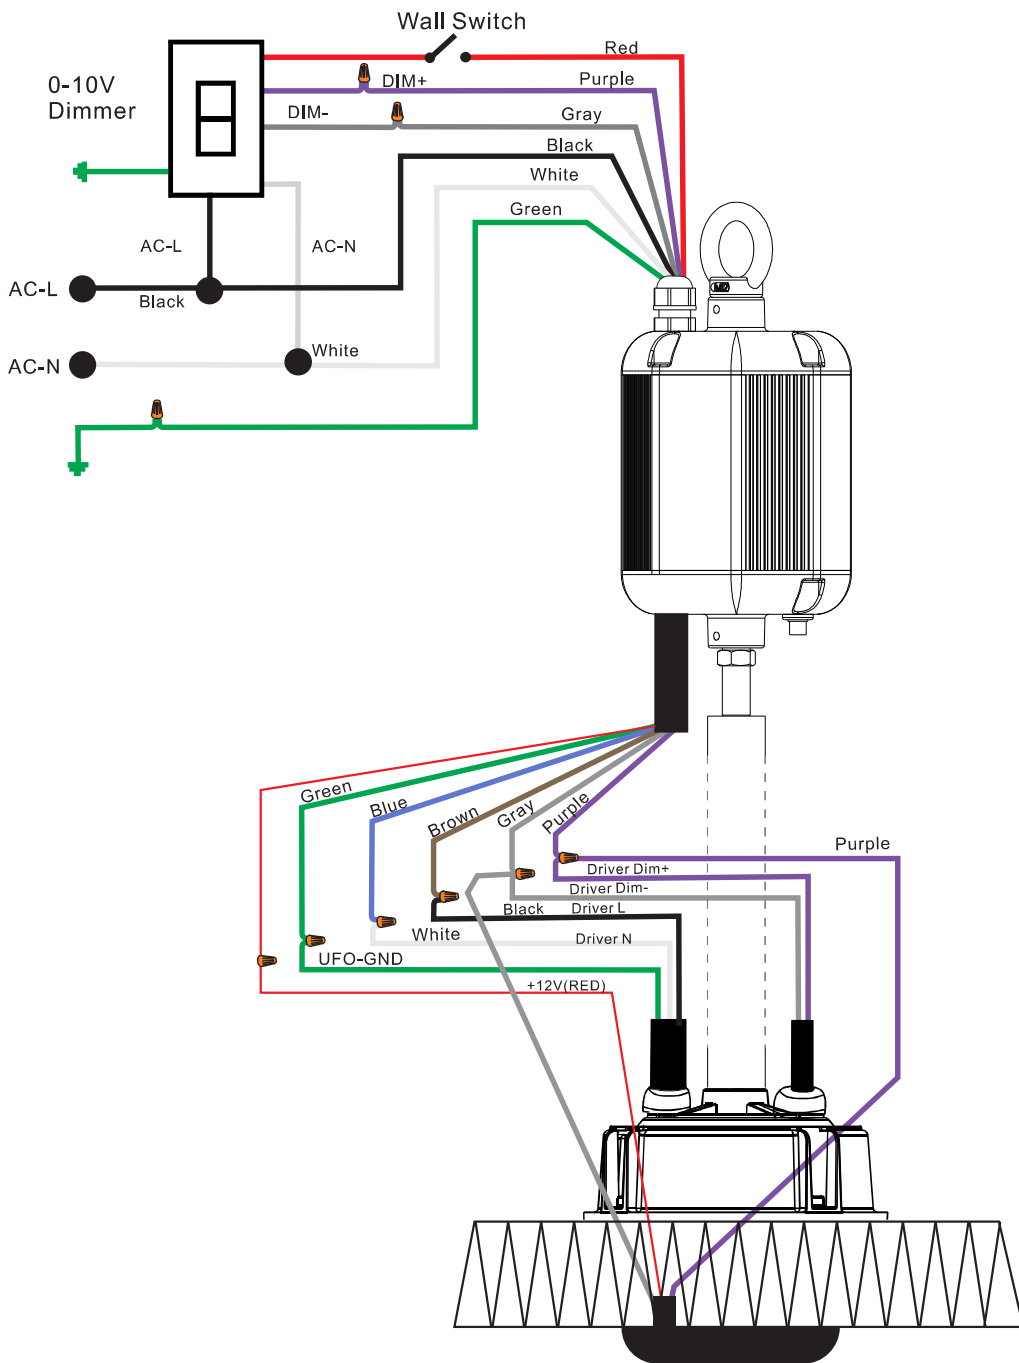 Wall Switch
Red
0-10V
Dimmer
DIM+
Purple
DIM-
Gray
Black
White
Green
AC-L
AC-N
AC-L
Black
White
AC-N
Green
Blue
Brown
Gray
Purple
Purple
Driver Dim+
Driver Dim-
Black
Driver L
White
Driver N
UFO-GND
+12V(RED)